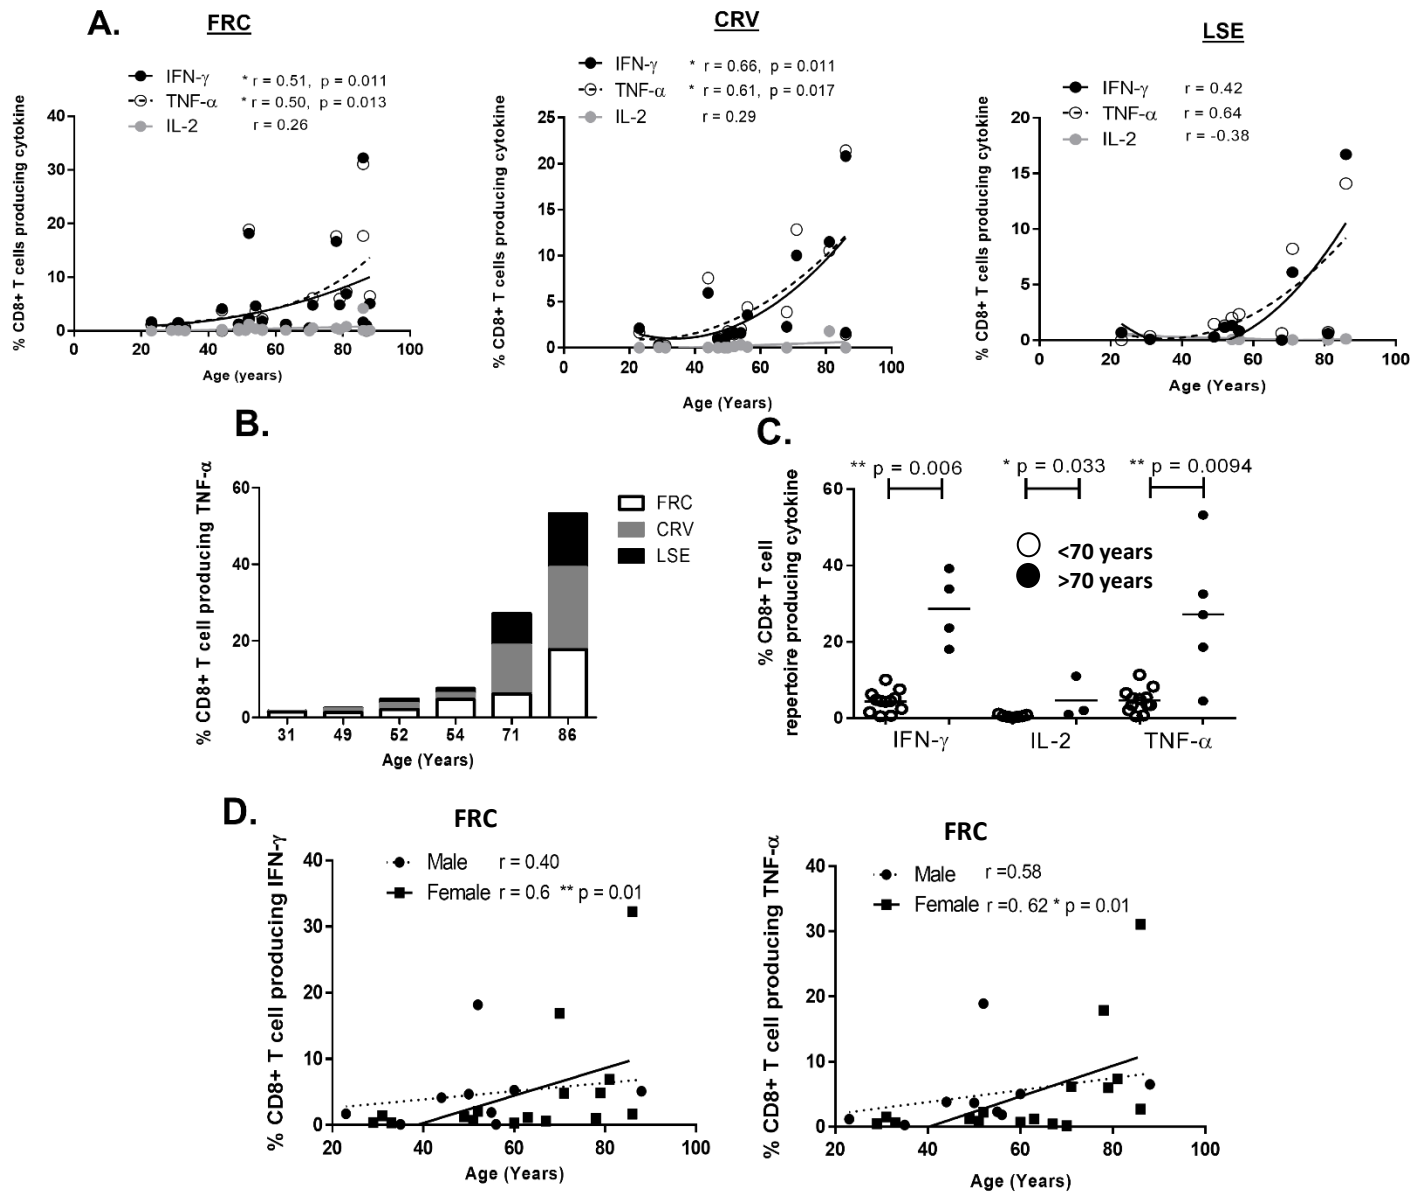 A.
FRC
IFN-γ * r = 0.51, p = 0.011
TNF-α * r = 0.50, p = 0.013
IL-2 r = 0.26
% CD8+ T cells producing cytokine
40
30
20
10
0
0 20 40 60 80 100
Age (years)
CRV
IFN-γ * r = 0.66, p = 0.011
TNF-α * r = 0.61, p = 0.017
IL-2 r = 0.29
% CD8+ T cells producing cytokine
25
20
15
10
5
0
0 20 40 60 80 100
Age (Years)
LSE
IFN-γ r = 0.42
TNF-α r = 0.64
IL-2 r = -0.38
% CD8+ T cells producing cytokine
20
15
10
5
0
0 20 40 60 80 100
Age (Years)
B.
% CD8+ T cell producing TNF-α
60
40
20
0
31 49 52 54 71 86
Age (Years)
FRC
CRV
LSE
C.
** p = 0.006 * p = 0.033 ** p = 0.0094
% CD8+ T cell
repertoire producing cytokine
60
40
20
0
<70 years
>70 years
IFN-γ IL-2 TNF-α
D.
FRC
Male r = 0.40
Female r = 0.6 ** p = 0.01
% CD8+ T cell producing IFN-γ
40
30
20
10
0
20 40 60 80 100
Age (Years)
FRC
Male r =0.58
Female r =0. 62 * p = 0.01
% CD8+ T cell producing TNF-α
40
30
20
10
0
20 40 60 80 100
Age (Years)